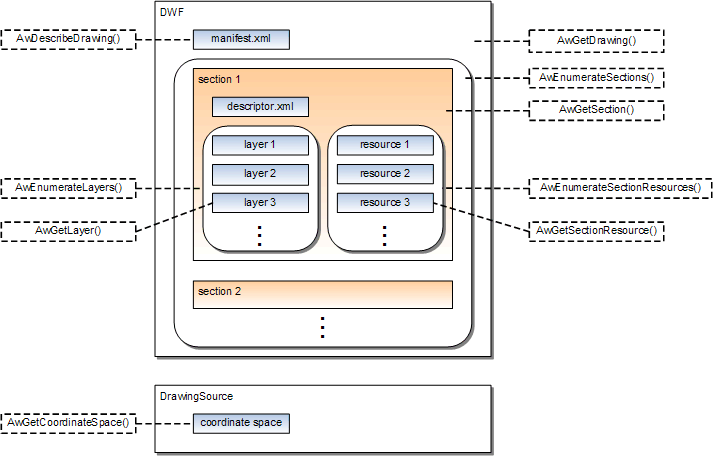 DWF
AwDescribeDrawing()
manifest.xml
AwGetDrawing()
section 1
AwEnumerateSections()
descriptor.xml
AwGetSection()
layer 1
resource 1
layer 2
resource 2
AwEnumerateLayers()
AwEnumerateSectionResources()
layer 3
resource 3
AwGetLayer()
AwGetSectionResource()
section 2
DrawingSource
AwGetCoordinateSpace()
coordinate space